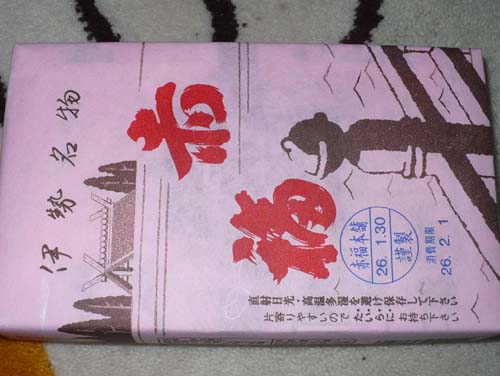 伊勢名物
赤福
赤福本舗
26.1.30
謹製
消費期限
26.2.1
直射日光・高温多湿を避け保存して下さい
片寄りやすいのでた・い・ら・にお持ち下さい